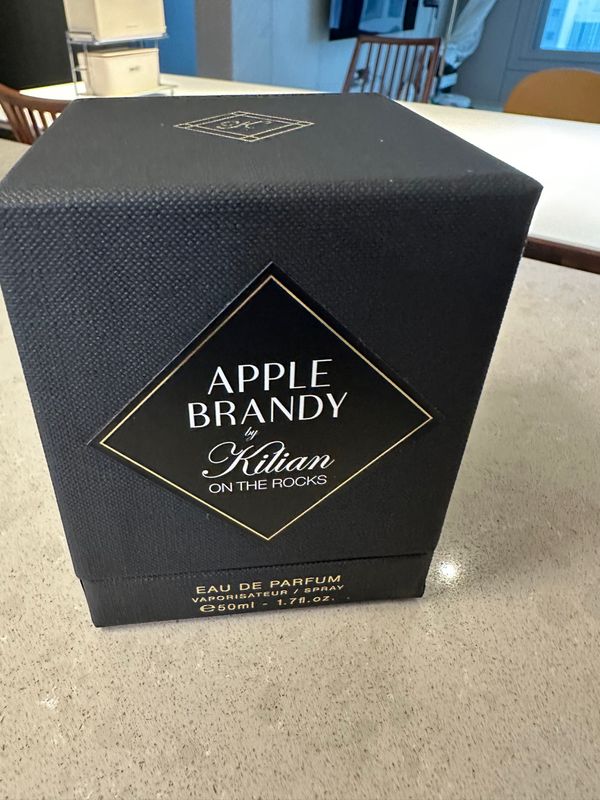 APPLE
BRANDY
by
Kilian
ON THE ROCKS
EAU DE PARFUM
VAPORISATEUR / SPRAY
℮50ml - 1.7fl.oz.